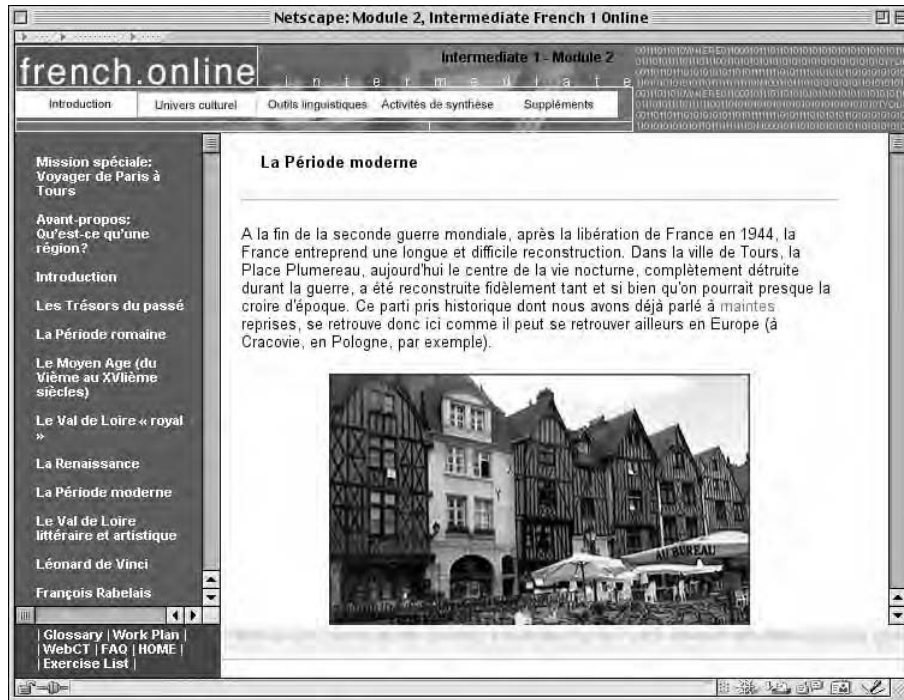 Netscape: Module 2, Intermediate French 1 Online
Intermediate 1 - Module 2
french.online
intermediate
Introduction
Univers culturel
Outils linguistiques
Activités de synthèse
Suppléments
Mission spéciale:
Voyager de Paris à
Tours
Avant-propos:
Qu'est-ce qu'une
région?
Introduction
Les Trésors du passé
La Période romaine
Le Moyen Age (du
VIème au XVIième
siècles)
Le Val de Loire « royal
»
La Renaissance
La Période moderne
Le Val de Loire
littéraire et artistique
Léonard de Vinci
François Rabelais
| Glossary | Work Plan |
| WebCT | FAQ | HOME |
| Exercise List |
La Période moderne
A la fin de la seconde guerre mondiale, après la libération de France en 1944, la
France entreprend une longue et difficile reconstruction. Dans la ville de Tours, la
Place Plumereau, aujourd'hui le centre de la vie nocturne, complètement détruite
durant la guerre, a été reconstruite fidèlement tant et si bien qu'on pourrait presque la
croire d'époque. Ce parti pris historique dont nous avons déjà parlé à maintes
reprises, se retrouve donc ici comme il peut se retrouver ailleurs en Europe (à
Cracovie, en Pologne, par exemple).
AU BUREAU